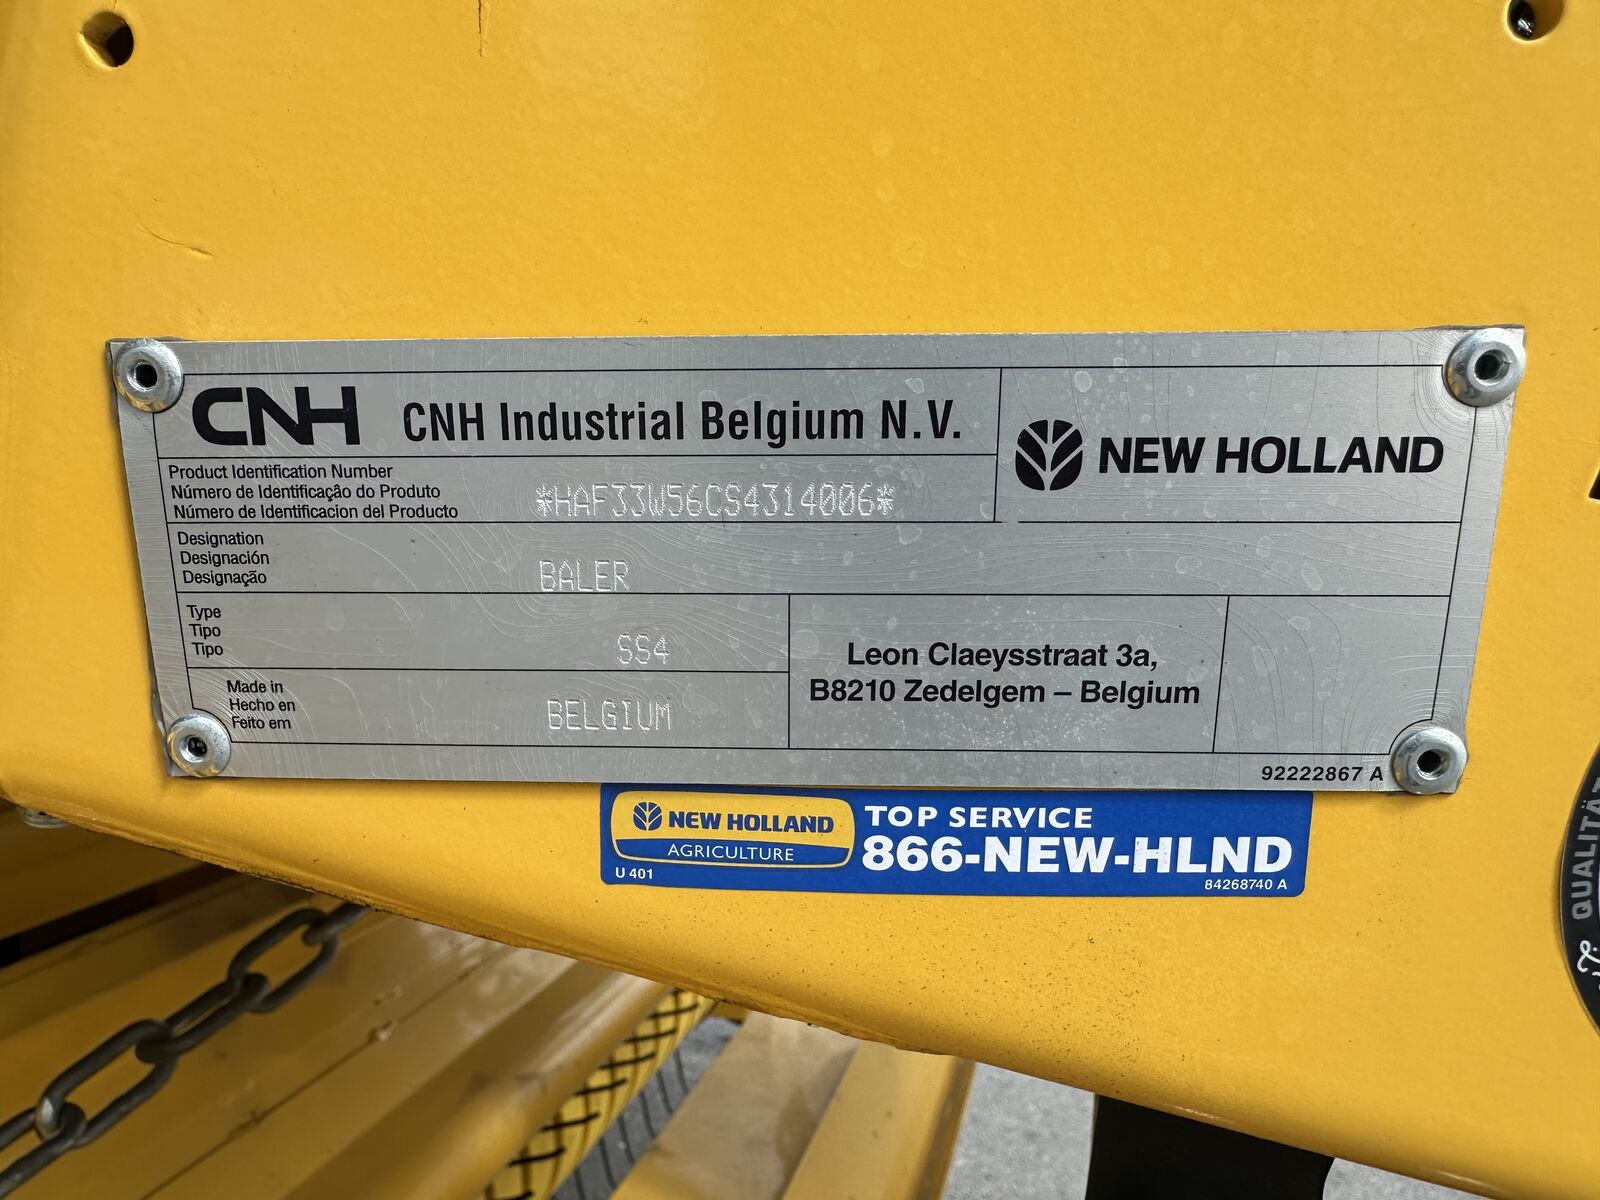 CNH CNH Industrial Belgium N.V.
NEW HOLLAND
Product Identification Number
Número de Identificação do Produto
Número de Identificacion del Producto
*HAF33W56CS4314006*
Designation
Designación
Designação
BALER
Type
Tipo
Tipo
SS4
Made in
Hecho en
Feito em
BELGIUM
Leon Claeysstraat 3a,
B8210 Zedelgem – Belgium
92222867 A
NEW HOLLAND
AGRICULTURE
U 401
TOP SERVICE
866-NEW-HLND
84268740 A